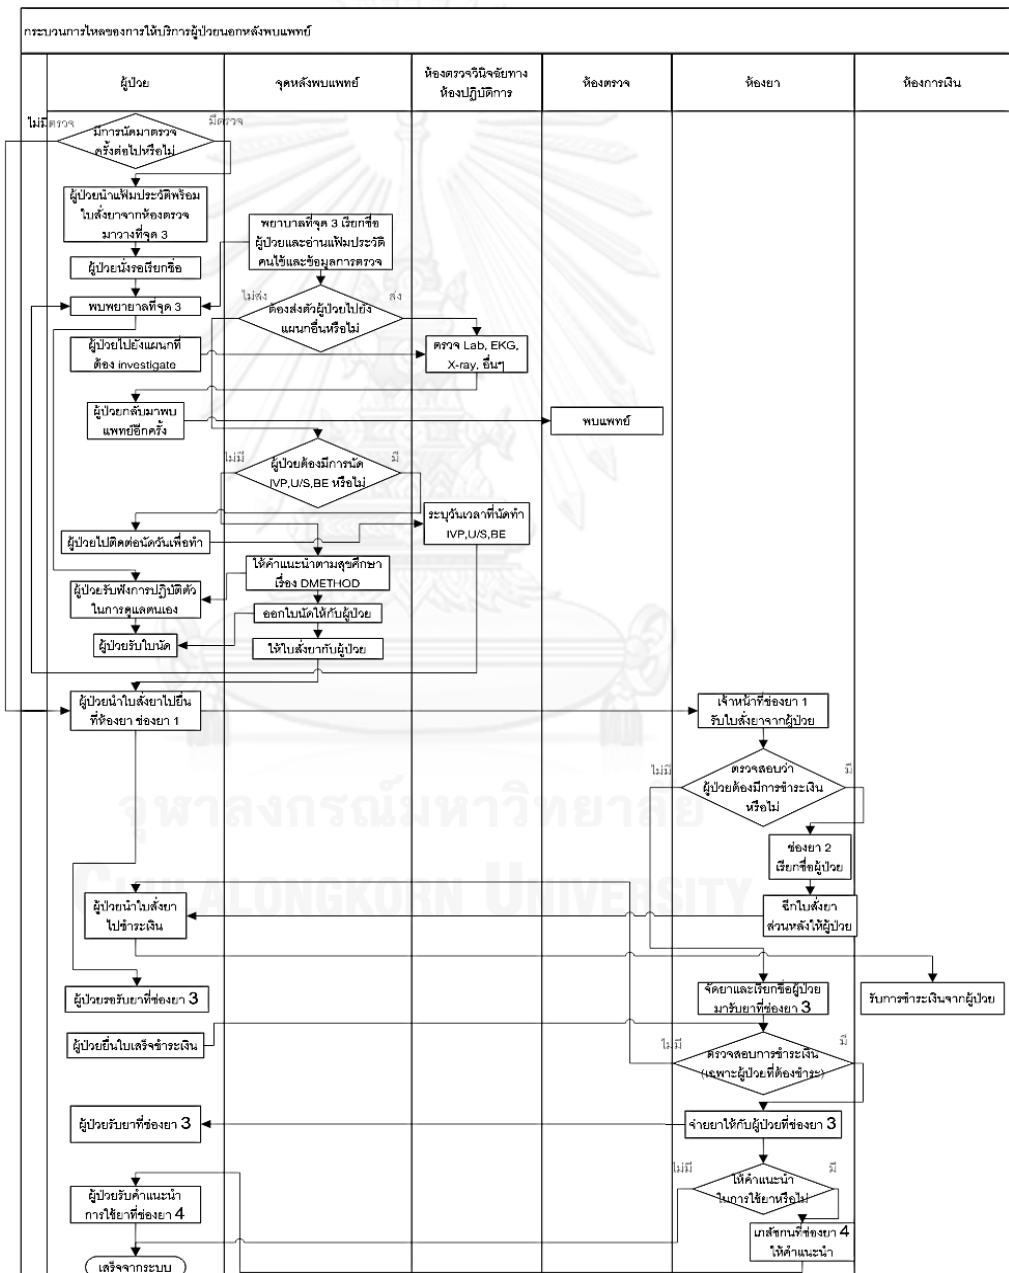 กระบวนการไหลของการให้บริการผู้ป่วยนอกหลังพบแพทย์
ผู้ป่วย
จุดหลังพบแพทย์
ห้องตรวจวินิจฉัยทาง
ห้องปฏิบัติการ
ห้องตรวจ
ห้องยา
ห้องการเงิน
ไม่มีตรวจ
มีตรวจ
มีการนัดมาตรวจ
ครั้งต่อไปหรือไม่
ผู้ป่วยนำแฟ้มประวัติพร้อม
ใบสั่งยาจากห้องตรวจ
มาวางที่จุด 3
พยาบาลที่จุด 3 เรียกชื่อ
ผู้ป่วยและอ่านแฟ้มประวัติ
คนไข้และข้อมูลการตรวจ
ผู้ป่วยนั่งรอเรียกชื่อ
พบพยายาลที่จุด 3
ไม่ส่ง
ส่ง
ต้องส่งตัวผู้ป่วยไปยัง
แผนกอื่นหรือไม่
ผู้ป่วยไปยังแผนกที่
ต้อง investigate
ตรวจ Lab, EKG,
X-ray, อื่นๆ
ผู้ป่วยกลับมาพบ
แพทย์อีกครั้ง
พบแพทย์
ไม่มี
มี
ผู้ป่วยต้องมีการนัด
IVP,U/S,BE หรือไม่
ระบุวันเวลาที่นัดทำ
IVP,U/S,BE
ผู้ป่วยไปติดต่อนัดวันเพื่อทำ
ให้คำแนะนำตามสุขศึกษา
เรื่อง DMETHOD
ผู้ป่วยรับฟังการปฏิบัติตัว
ในการดูแลตนเอง
ออกใบนัดให้กับผู้ป่วย
ผู้ป่วยรับใบนัด
ให้ใบสั่งยากับผู้ป่วย
ผู้ป่วยนำใบสั่งยาไปยื่น
ที่ห้องยา ช่องยา 1
เจ้าหน้าที่ช่องยา 1
รับใบสั่งยาจากผู้ป่วย
ไม่มี
มี
ตรวจสอบว่า
ผู้ป่วยต้องมีการชำระเงิน
หรือไม่
จุฬาลงกรณ์มหาวิทยาลัย
ช่องยา 2
เรียกชื่อผู้ป่วย
CHULALONGKORN UNIVERSITY
ผู้ป่วยนำใบสั่งยา
ไปชำระเงิน
ฉีกใบสั่งยา
ส่วนหลังให้ผู้ป่วย
ผู้ป่วยรอรับยาที่ช่องยา 3
จัดยาและเรียกชื่อผู้ป่วย
มารับยาที่ช่องยา 3
รับการชำระเงินจากผู้ป่วย
ผู้ป่วยยื่นใบเสร็จชำระเงิน
ไม่มี
มี
ตรวจสอบการชำระเงิน
(เฉพาะผู้ป่วยที่ต้องชำระ)
ผู้ป่วยรับยาที่ช่องยา 3
จ่ายยาให้กับผู้ป่วยที่ช่องยา 3
ไม่มี
มี
ให้คำแนะนำ
ในการใช้ยาหรือไม่
ผู้ป่วยรับคำแนะนำ
การใช้ยาที่ช่องยา 4
เภสัชกนที่ช่องยา 4
ให้คำแนะนำ
เสร็จจากระบบ